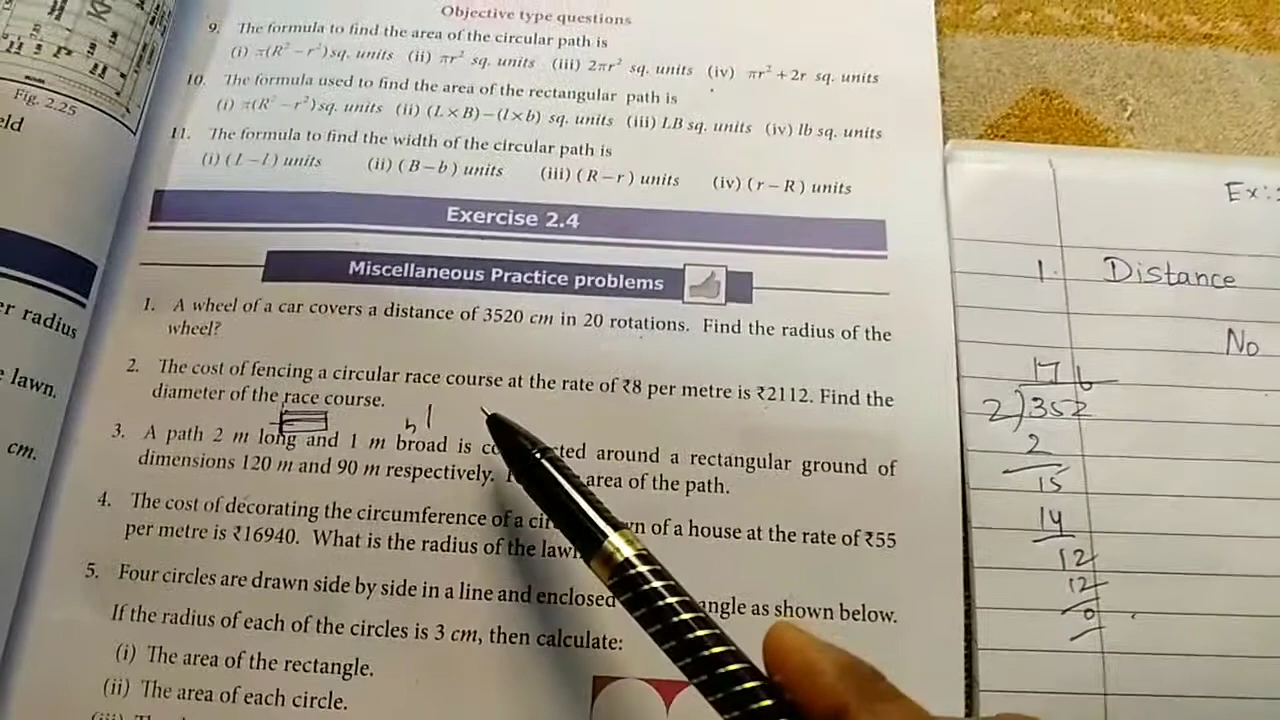 Objective type questions
9. The formula to find the area of the circular path is
(i) π(R² − r²) sq. units (ii) πr² sq. units (iii) 2πr² sq. units (iv) πr² + 2r sq. units
10. The formula used to find the area of the rectangular path is
(i) π(R² − r²) sq. units (ii) (L × B) − (l × b) sq. units (iii) LB sq. units (iv) lb sq. units
11. The formula to find the width of the circular path is
(i) (L − l) units (ii) (B − b) units (iii) (R − r) units (iv) (r − R) units
Exercise 2.4
Miscellaneous Practice problems
1. A wheel of a car covers a distance of 3520 cm in 20 rotations. Find the radius of the
wheel?
2. The cost of fencing a circular race course at the rate of ₹8 per metre is ₹2112. Find the
diameter of the race course.
3. A path 2 m long and 1 m broad is around a rectangular ground of
dimensions 120 m and 90 m respectively. area of the path.
4. The cost of decorating the circumference of a of a house at the rate of ₹55
per metre is ₹16940. What is the radius of the
5. Four circles are drawn side by side in a line and enclosed as shown below.
If the radius of each of the circles is 3 cm, then calculate:
(i) The area of the rectangle.
(ii) The area of each circle.
Fig. 2.25
radius
lawn.
cm.
Ex:
1. Distance
No
176
2)352
2
15
14
12
12
0